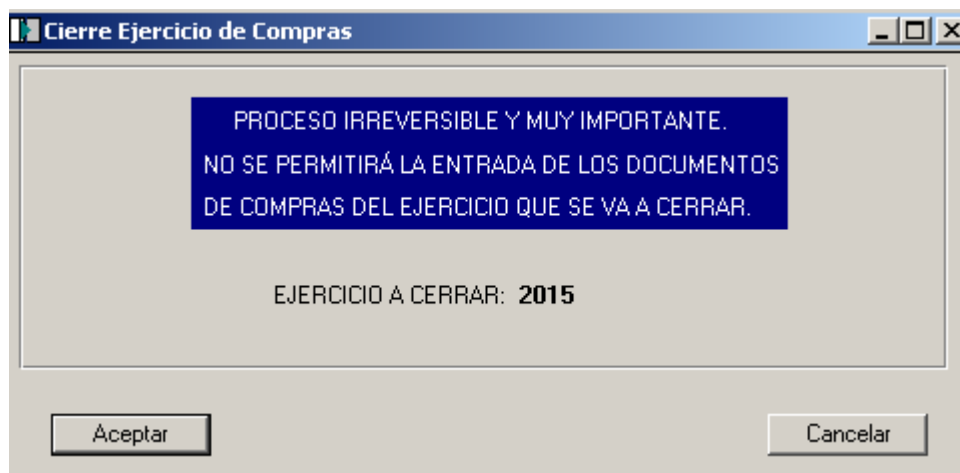 Cierre Ejercicio de Compras
PROCESO IRREVERSIBLE Y MUY IMPORTANTE.
NO SE PERMITIRÁ LA ENTRADA DE LOS DOCUMENTOS
DE COMPRAS DEL EJERCICIO QUE SE VA A CERRAR.
EJERCICIO A CERRAR: 2015
Aceptar
Cancelar